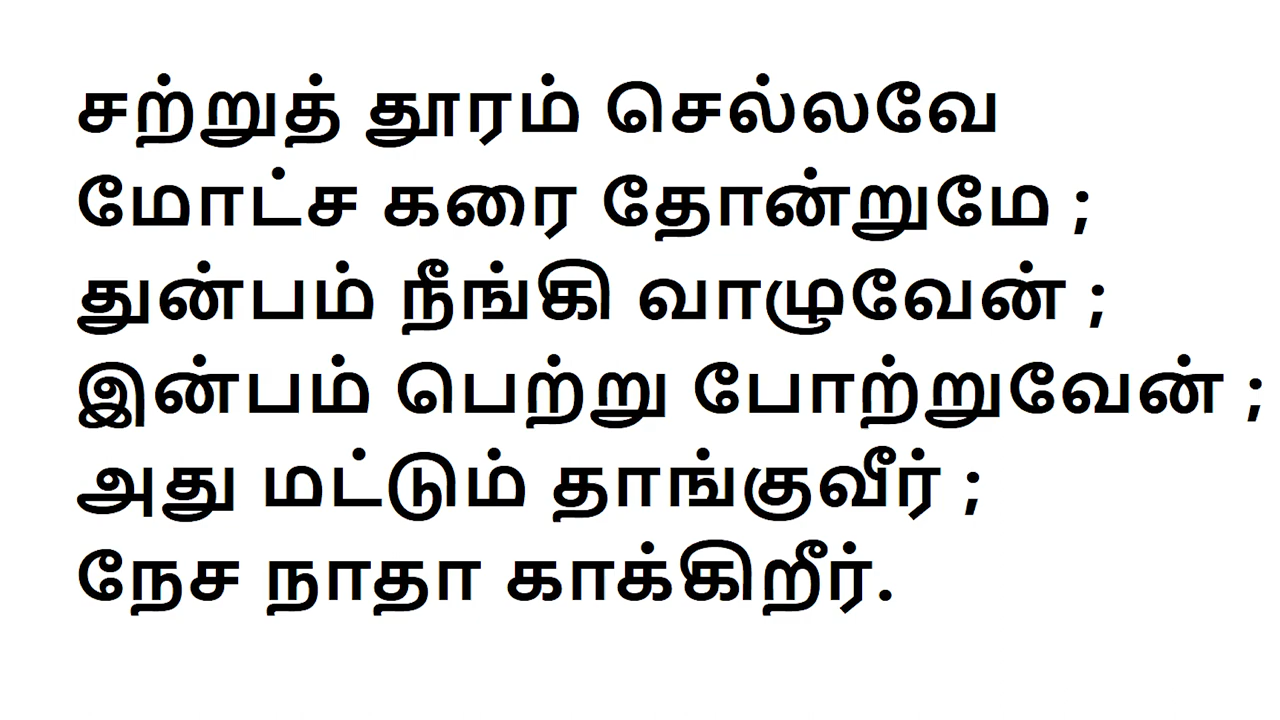 சற்றுத் தூரம் செல்லவே
மோட்ச கரை தோன்றுமே ;
துன்பம் நீங்கி வாழுவேன் ;
இன்பம் பெற்று போற்றுவேன் ;
அது மட்டும் தாங்குவீர் ;
நேச நாதா காக்கிறீர்.